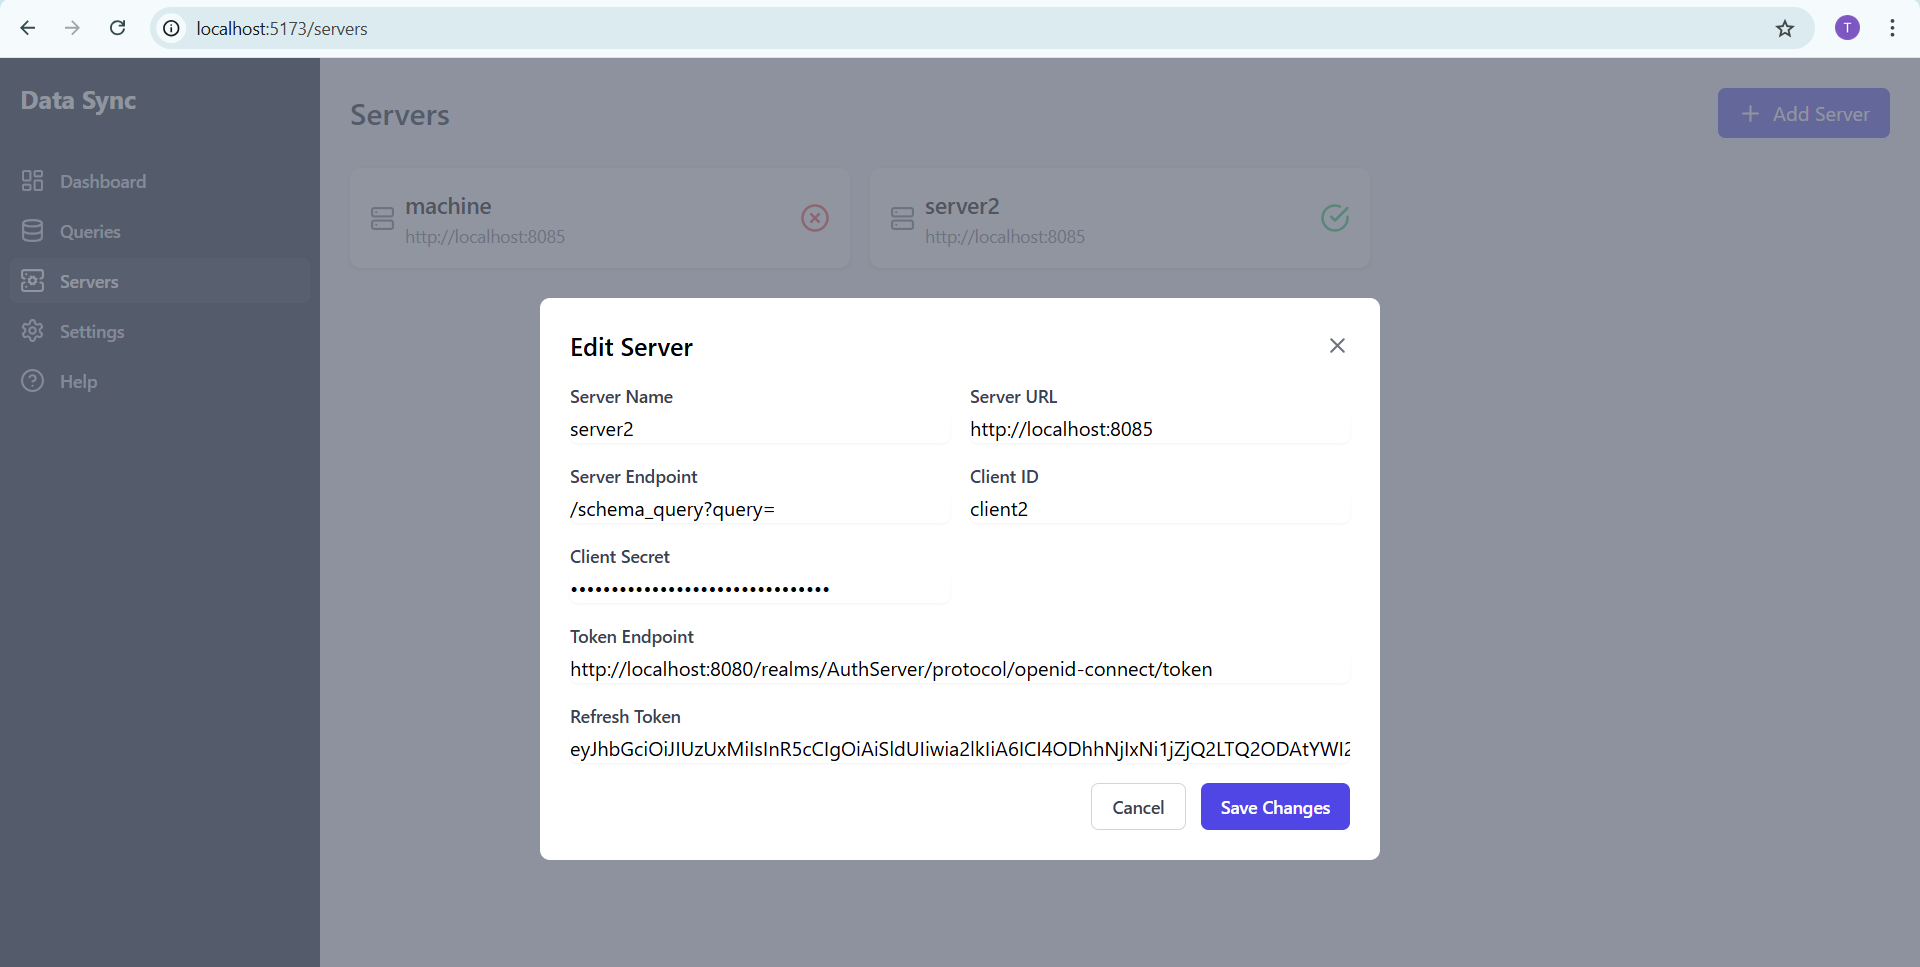 localhost:5173/servers
T
Data Sync
Dashboard
Queries
Servers
Settings
Help
Servers
Add Server
machine
http://localhost:8085
server2
http://localhost:8085
Edit Server
Server Name
server2
Server URL
http://localhost:8085
Server Endpoint
/schema_query?query=
Client ID
client2
Client Secret
••••••••••••••••••••••••••••••••
Token Endpoint
http://localhost:8080/realms/AuthServer/protocol/openid-connect/token
Refresh Token
eyJhbGciOiJIUzUxMiIsInR5cCIgOiAiSldUIiwia2lkIiA6ICI4ODhhNjIxNi1jZjQ2LTQ2ODAtYWI2
Cancel
Save Changes